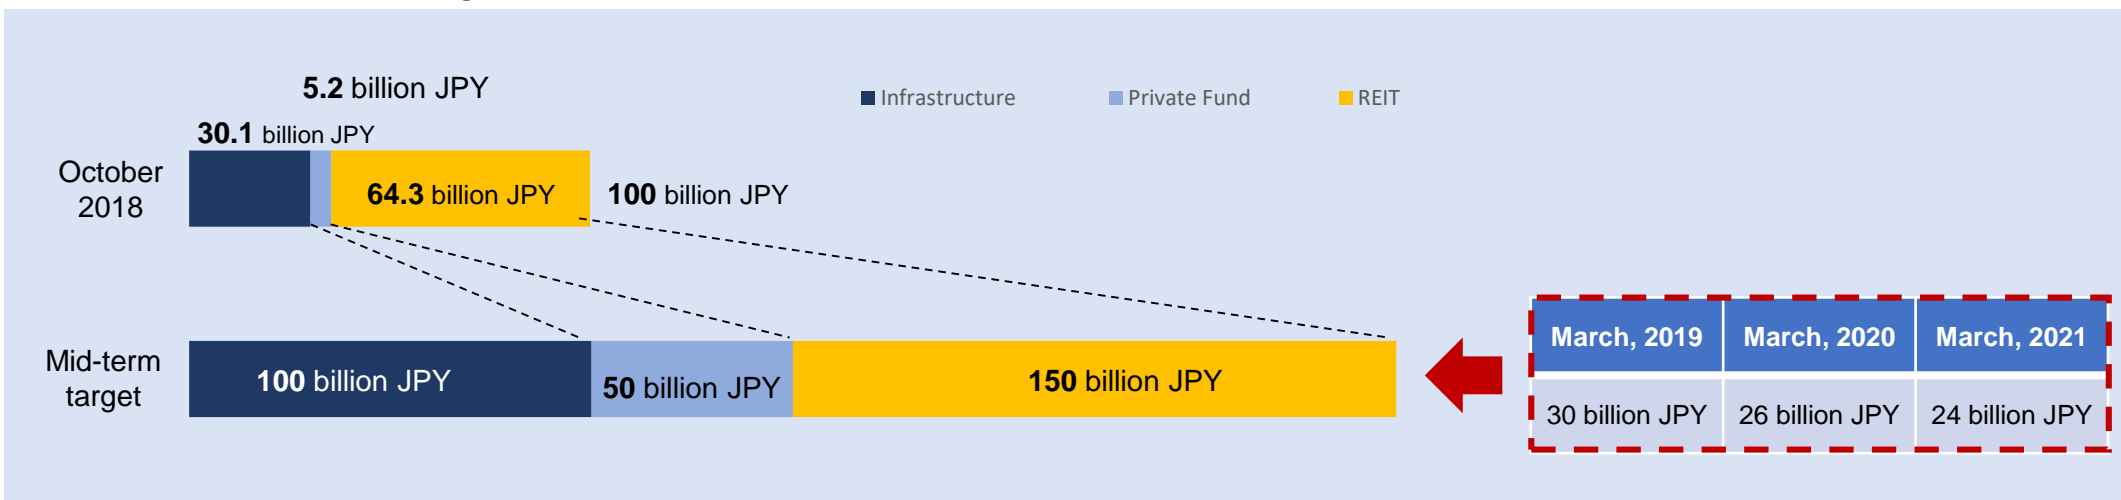 5.2 billion JPY
Infrastructure
Private Fund
REIT
30.1 billion JPY
October
2018
64.3 billion JPY
100 billion JPY
Mid-term
target
100 billion JPY
50 billion JPY
150 billion JPY
March, 2019
March, 2020
March, 2021
30 billion JPY
26 billion JPY
24 billion JPY